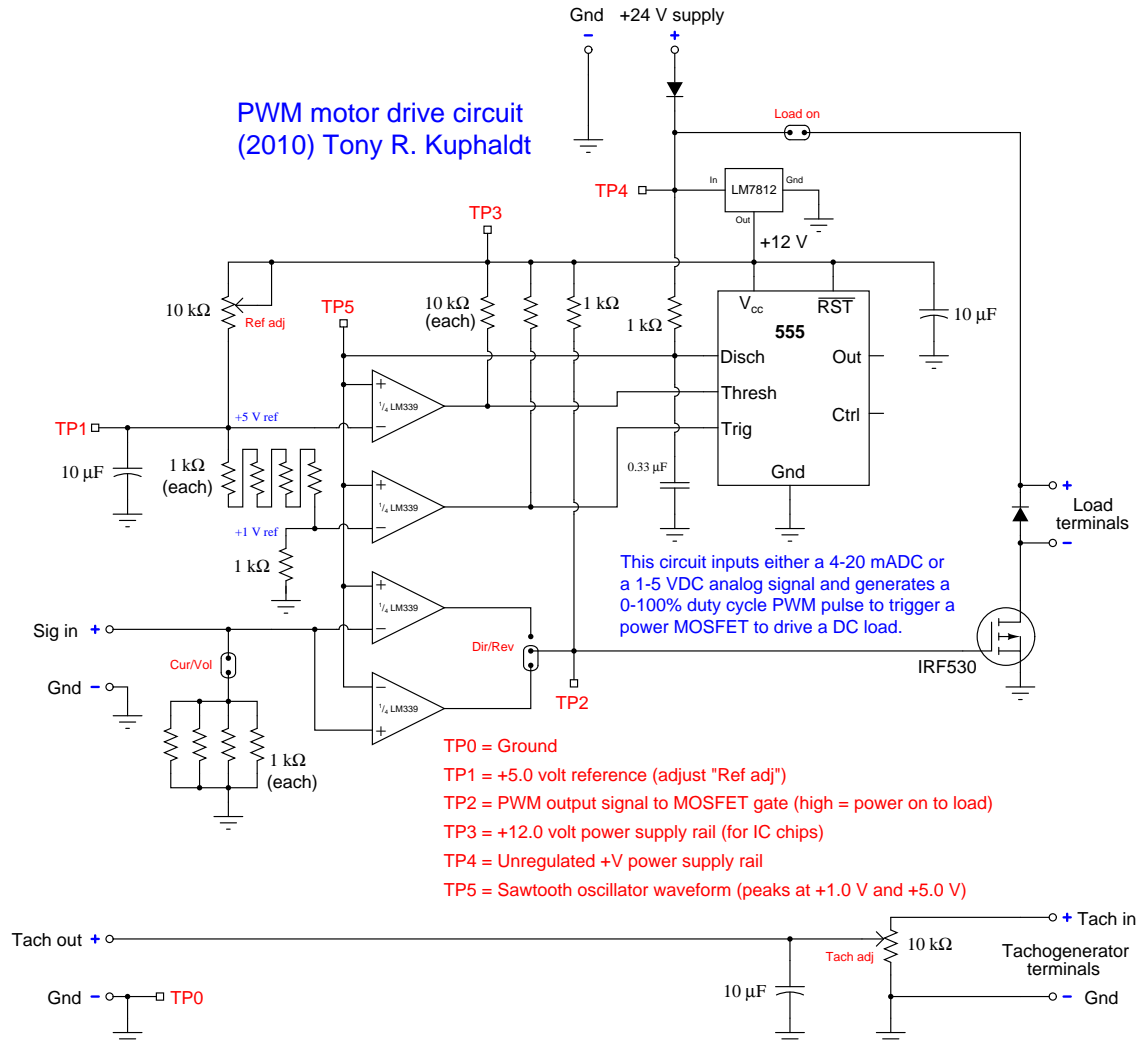 Gnd +24 V supply
- +
PWM motor drive circuit
(2010) Tony R. Kuphaldt
Load on
TP4
In LM7812 Gnd
Out
TP3
+12 V
10 kΩ
Ref adj
TP5
10 kΩ
(each)
1 kΩ
1 kΩ
Vcc RST
555
10 µF
Disch Out
Thresh
Ctrl
Trig
Gnd
+
1/4 LM339
-
TP1
+5 V ref
10 µF
1 kΩ
(each)
0.33 µF
+
1/4 LM339
-
+1 V ref
1 kΩ
+
Load
terminals
-
This circuit inputs either a 4-20 mADC or
a 1-5 VDC analog signal and generates a
0-100% duty cycle PWM pulse to trigger a
power MOSFET to drive a DC load.
+
1/4 LM339
-
Sig in +
Cur/Vol
Dir/Rev
IRF530
Gnd -
-
1/4 LM339
+
TP2
1 kΩ
(each)
TP0 = Ground
TP1 = +5.0 volt reference (adjust "Ref adj")
TP2 = PWM output signal to MOSFET gate (high = power on to load)
TP3 = +12.0 volt power supply rail (for IC chips)
TP4 = Unregulated +V power supply rail
TP5 = Sawtooth oscillator waveform (peaks at +1.0 V and +5.0 V)
+ Tach in
Tach out +
Tach adj
10 kΩ
Tachogenerator
terminals
10 µF
Gnd -
TP0
- Gnd